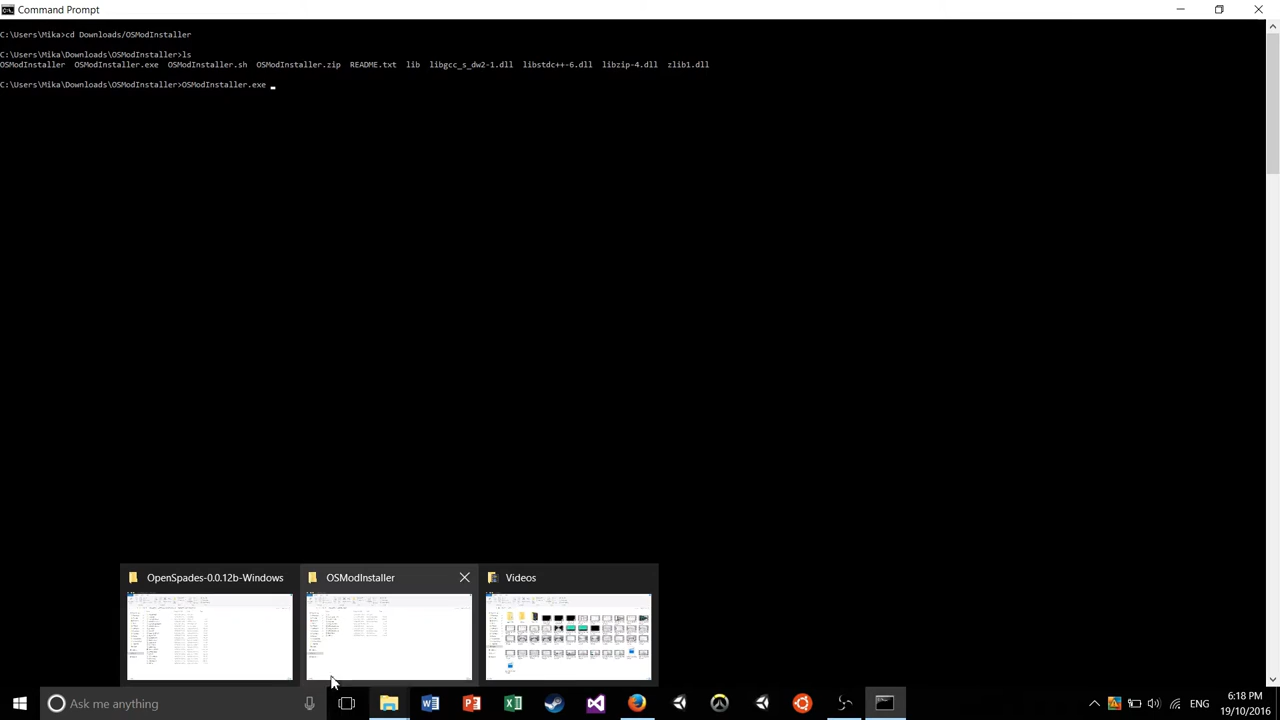 Command Prompt
C:\Users\Mika>cd Downloads/OSModInstaller
C:\Users\Mika\Downloads\OSModInstaller>ls
OSModInstaller OSModInstaller.exe OSModInstaller.sh OSModInstaller.zip README.txt lib libgcc_s_dw2-1.dll libstdc++-6.dll libzip-4.dll zlib1.dll
C:\Users\Mika\Downloads\OSModInstaller>OSModInstaller.exe
OpenSpades-0.0.12b-Windows OSModInstaller Videos
Ask me anything
ENG
6:18 PM
19/10/2016